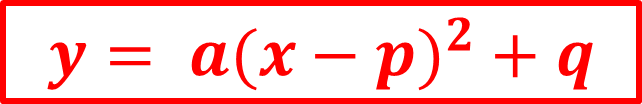 y = a(x − p)² + q